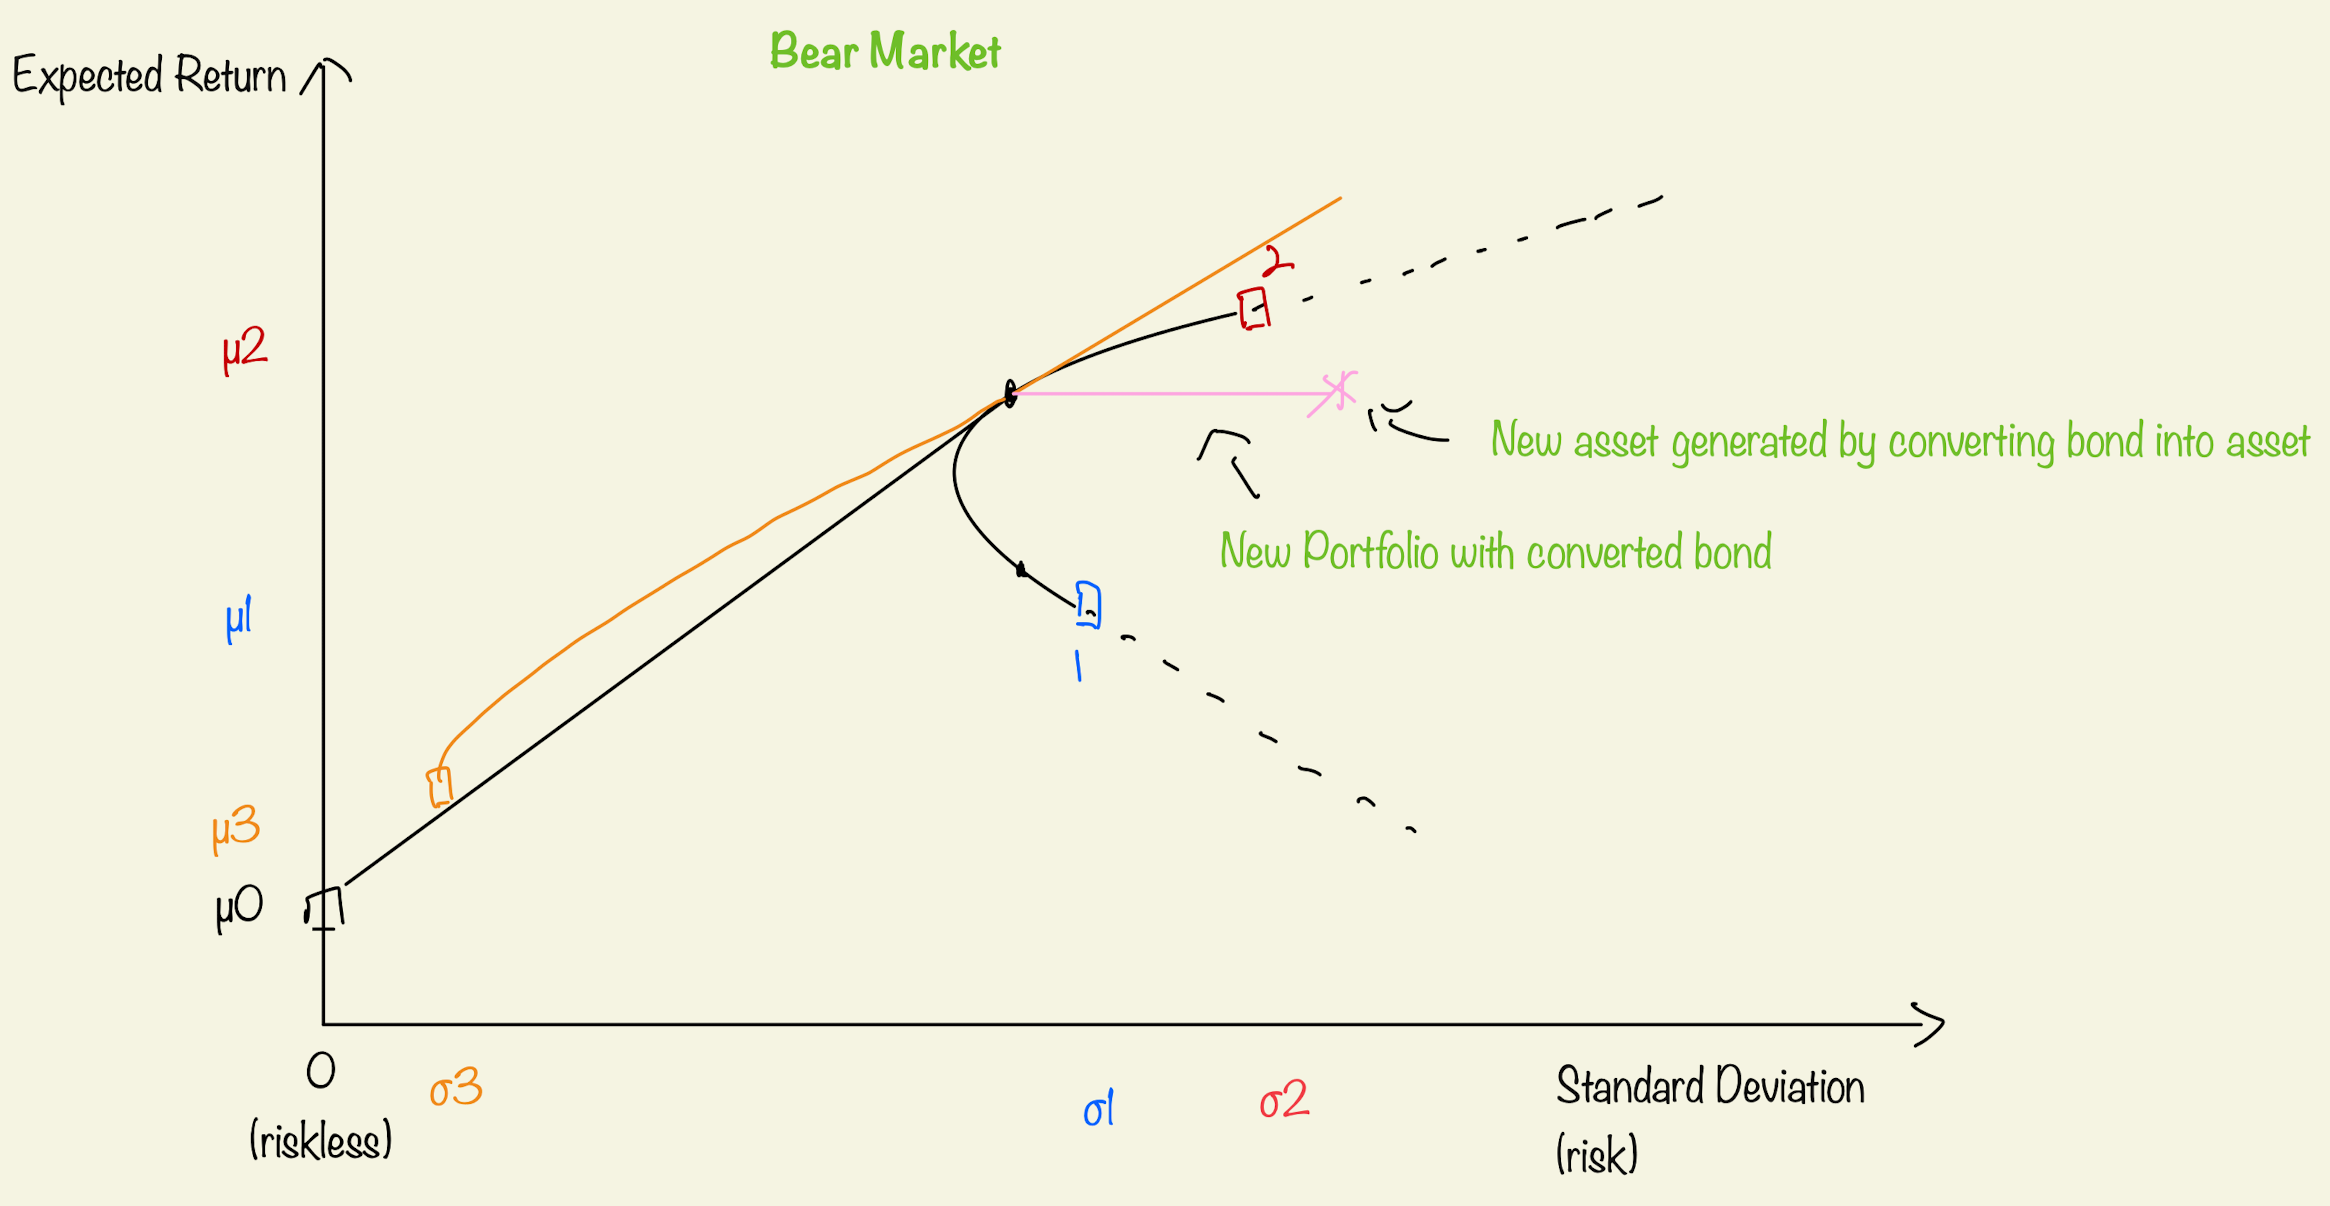 Bear Market
Expected Return
2
μ2
New asset generated by converting bond into asset
New Portfolio with converted bond
μ1
1
μ3
μ0
0
σ3
σ1
σ2
Standard Deviation
(riskless)
(risk)